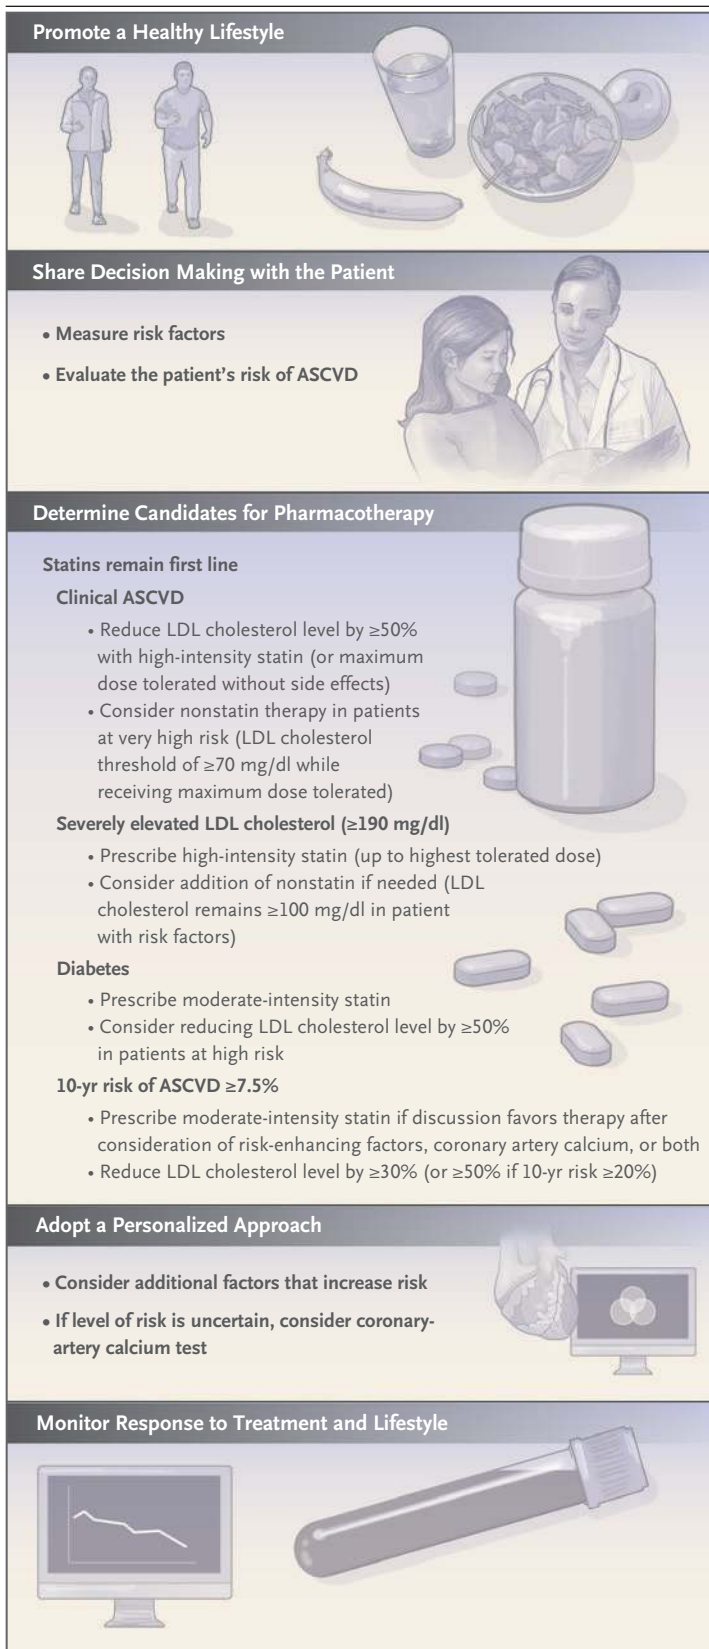 Promote a Healthy Lifestyle
Share Decision Making with the Patient
• Measure risk factors
• Evaluate the patient's risk of ASCVD
Determine Candidates for Pharmacotherapy
Statins remain first line
Clinical ASCVD
• Reduce LDL cholesterol level by ≥50%
with high-intensity statin (or maximum
dose tolerated without side effects)
• Consider nonstatin therapy in patients
at very high risk (LDL cholesterol
threshold of ≥70 mg/dl while
receiving maximum dose tolerated)
Severely elevated LDL cholesterol (≥190 mg/dl)
• Prescribe high-intensity statin (up to highest tolerated dose)
• Consider addition of nonstatin if needed (LDL
cholesterol remains ≥100 mg/dl in patient
with risk factors)
Diabetes
• Prescribe moderate-intensity statin
• Consider reducing LDL cholesterol level by ≥50%
in patients at high risk
10-yr risk of ASCVD ≥7.5%
• Prescribe moderate-intensity statin if discussion favors therapy after
consideration of risk-enhancing factors, coronary artery calcium, or both
• Reduce LDL cholesterol level by ≥30% (or ≥50% if 10-yr risk ≥20%)
Adopt a Personalized Approach
• Consider additional factors that increase risk
• If level of risk is uncertain, consider coronary-
artery calcium test
Monitor Response to Treatment and Lifestyle